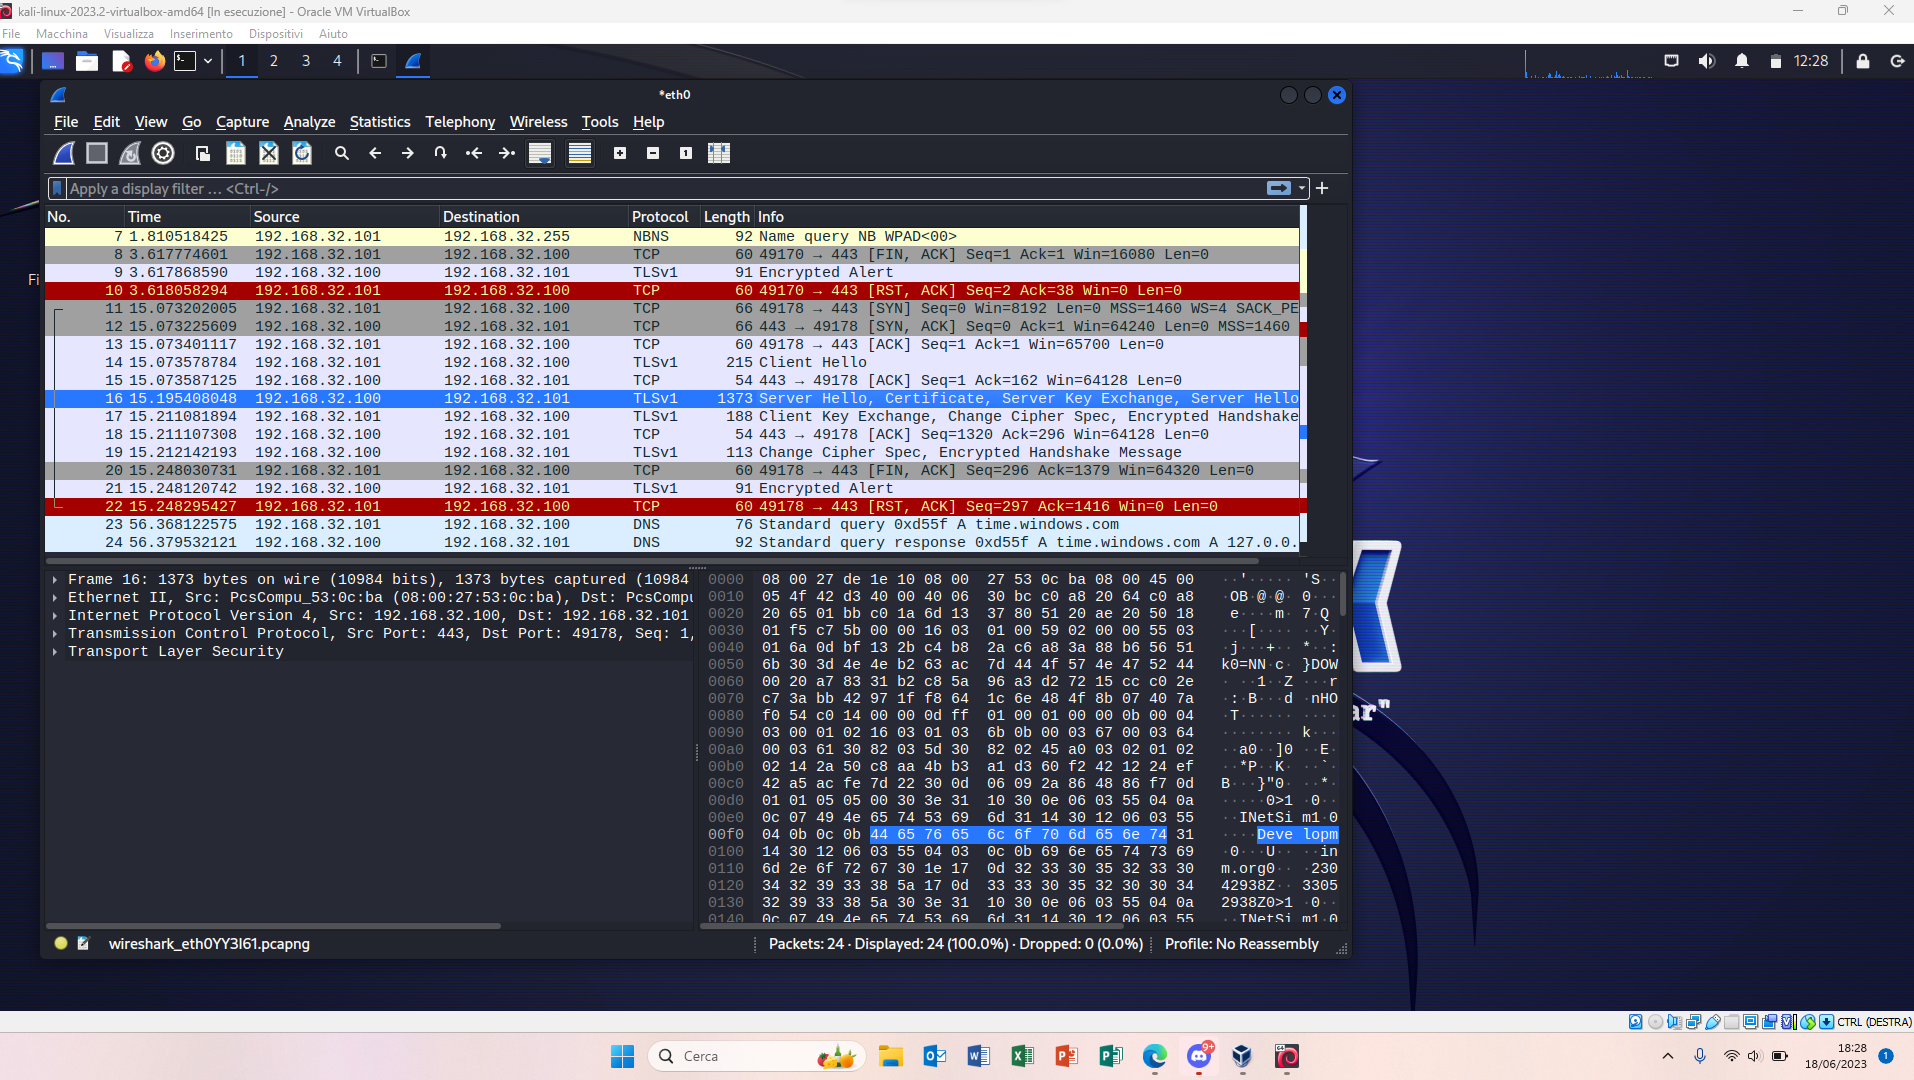 kali-linux-2023.2-virtualbox-amd64 [In esecuzione] - Oracle VM VirtualBox
File Macchina Visualizza Inserimento Dispositivi Aiuto
1 2 3 4 12:28
*eth0
File Edit View Go Capture Analyze Statistics Telephony Wireless Tools Help
Apply a display filter … <Ctrl-/>
No. Time Source Destination Protocol Length Info
7 1.810518425 192.168.32.101 192.168.32.255 NBNS 92 Name query NB WPAD<00>
8 3.617774601 192.168.32.101 192.168.32.100 TCP 60 49170 → 443 [FIN, ACK] Seq=1 Ack=1 Win=16080 Len=0
9 3.617868590 192.168.32.100 192.168.32.101 TLSv1 91 Encrypted Alert
10 3.618058294 192.168.32.101 192.168.32.100 TCP 60 49170 → 443 [RST, ACK] Seq=2 Ack=38 Win=0 Len=0
11 15.073202005 192.168.32.101 192.168.32.100 TCP 66 49178 → 443 [SYN] Seq=0 Win=8192 Len=0 MSS=1460 WS=4 SACK_PE
12 15.073225609 192.168.32.100 192.168.32.101 TCP 66 443 → 49178 [SYN, ACK] Seq=0 Ack=1 Win=64240 Len=0 MSS=1460
13 15.073401117 192.168.32.101 192.168.32.100 TCP 60 49178 → 443 [ACK] Seq=1 Ack=1 Win=65700 Len=0
14 15.073578784 192.168.32.101 192.168.32.100 TLSv1 215 Client Hello
15 15.073587125 192.168.32.100 192.168.32.101 TCP 54 443 → 49178 [ACK] Seq=1 Ack=162 Win=64128 Len=0
16 15.195408048 192.168.32.100 192.168.32.101 TLSv1 1373 Server Hello, Certificate, Server Key Exchange, Server Hello
17 15.211081894 192.168.32.101 192.168.32.100 TLSv1 188 Client Key Exchange, Change Cipher Spec, Encrypted Handshake
18 15.211107308 192.168.32.100 192.168.32.101 TCP 54 443 → 49178 [ACK] Seq=1320 Ack=296 Win=64128 Len=0
19 15.212142193 192.168.32.100 192.168.32.101 TLSv1 113 Change Cipher Spec, Encrypted Handshake Message
20 15.248030731 192.168.32.101 192.168.32.100 TCP 60 49178 → 443 [FIN, ACK] Seq=296 Ack=1379 Win=64320 Len=0
21 15.248120742 192.168.32.100 192.168.32.101 TLSv1 91 Encrypted Alert
22 15.248295427 192.168.32.101 192.168.32.100 TCP 60 49178 → 443 [RST, ACK] Seq=297 Ack=1416 Win=0 Len=0
23 56.368122575 192.168.32.101 192.168.32.100 DNS 76 Standard query 0xd55f A time.windows.com
24 56.379532121 192.168.32.100 192.168.32.101 DNS 92 Standard query response 0xd55f A time.windows.com A 127.0.0.
Frame 16: 1373 bytes on wire (10984 bits), 1373 bytes captured (10984
Ethernet II, Src: PcsCompu_53:0c:ba (08:00:27:53:0c:ba), Dst: PcsCompu
Internet Protocol Version 4, Src: 192.168.32.100, Dst: 192.168.32.101
Transmission Control Protocol, Src Port: 443, Dst Port: 49178, Seq: 1,
Transport Layer Security
0000 08 00 27 de 1e 10 08 00 27 53 0c ba 08 00 45 00 ··'····· 'S··
0010 05 4f 42 d3 40 00 40 06 30 bc c0 a8 20 64 c0 a8 ·OB·@·@· 0···
0020 20 65 01 bb c0 1a 6d 13 37 80 51 20 ae 20 50 18 e····m· 7·Q
0030 01 f5 c7 5b 00 00 16 03 01 00 59 02 00 00 55 03 ···[···· ··Y·
0040 01 6a 0d bf 13 2b c4 b8 2a c6 a8 3a 88 b6 56 51 ·j···+·· *··:
0050 6b 30 3d 4e 4e b2 63 ac 7d 44 4f 57 4e 47 52 44 k0=NN·c· }DOW
0060 00 20 a7 83 31 b2 c8 5a 96 a3 d2 72 15 cc c0 2e · ··1··Z ···r
0070 c7 3a bb 42 97 1f f8 64 1c 6e 48 4f 8b 07 40 7a ·:·B···d ·nHO
0080 f0 54 c0 14 00 00 0d ff 01 00 01 00 00 0b 00 04 ·T······ ····
0090 03 00 01 02 16 03 01 03 6b 0b 00 03 67 00 03 64 ········ k···
00a0 00 03 61 30 82 03 5d 30 82 02 45 a0 03 02 01 02 ··a0··]0 ··E·
00b0 02 14 2a 50 c8 aa 4b b3 a1 d3 60 f2 42 12 24 ef ··*P··K· ··`·
00c0 42 a5 ac fe 7d 22 30 0d 06 09 2a 86 48 86 f7 0d B···}"0· ··*·
00d0 01 01 05 05 00 30 3e 31 10 30 0e 06 03 55 04 0a ·····0>1 ·0··
00e0 0c 07 49 4e 65 74 53 69 6d 31 14 30 12 06 03 55 ··INetSi m1·0
00f0 04 0b 0c 0b 44 65 76 65 6c 6f 70 6d 65 6e 74 31 ····Deve lopm
0100 14 30 12 06 03 55 04 03 0c 0b 69 6e 65 74 73 69 ·0···U·· ··in
0110 6d 2e 6f 72 67 30 1e 17 0d 32 33 30 35 32 33 30 m.org0·· ·230
0120 34 32 39 33 38 5a 17 0d 33 33 30 35 32 30 30 34 42938Z·· 3305
0130 32 39 33 38 5a 30 3e 31 10 30 0e 06 03 55 04 0a 2938Z0>1 ·0··
0140 0c 07 49 4e 65 74 53 69 6d 31 14 30 12 06 03 55 ··INetSi m1·0
wireshark_eth0YY3I61.pcapng Packets: 24 · Displayed: 24 (100.0%) · Dropped: 0 (0.0%) Profile: No Reassembly
Fi
ar"
CTRL (DESTRA)
Cerca
9+
64
18:28
18/06/2023
1